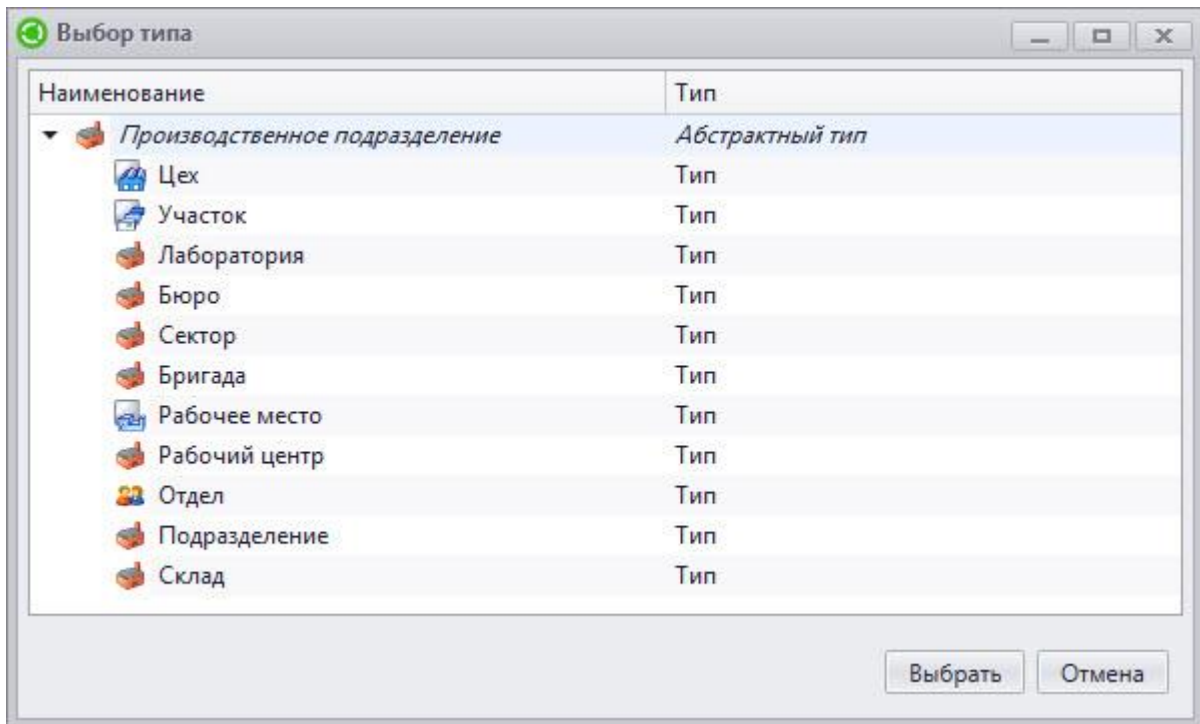 Выбор типа
Наименование Тип
Производственное подразделение Абстрактный тип
Цех Тип
Участок Тип
Лаборатория Тип
Бюро Тип
Сектор Тип
Бригада Тип
Рабочее место Тип
Рабочий центр Тип
Отдел Тип
Подразделение Тип
Склад Тип
Выбрать Отмена